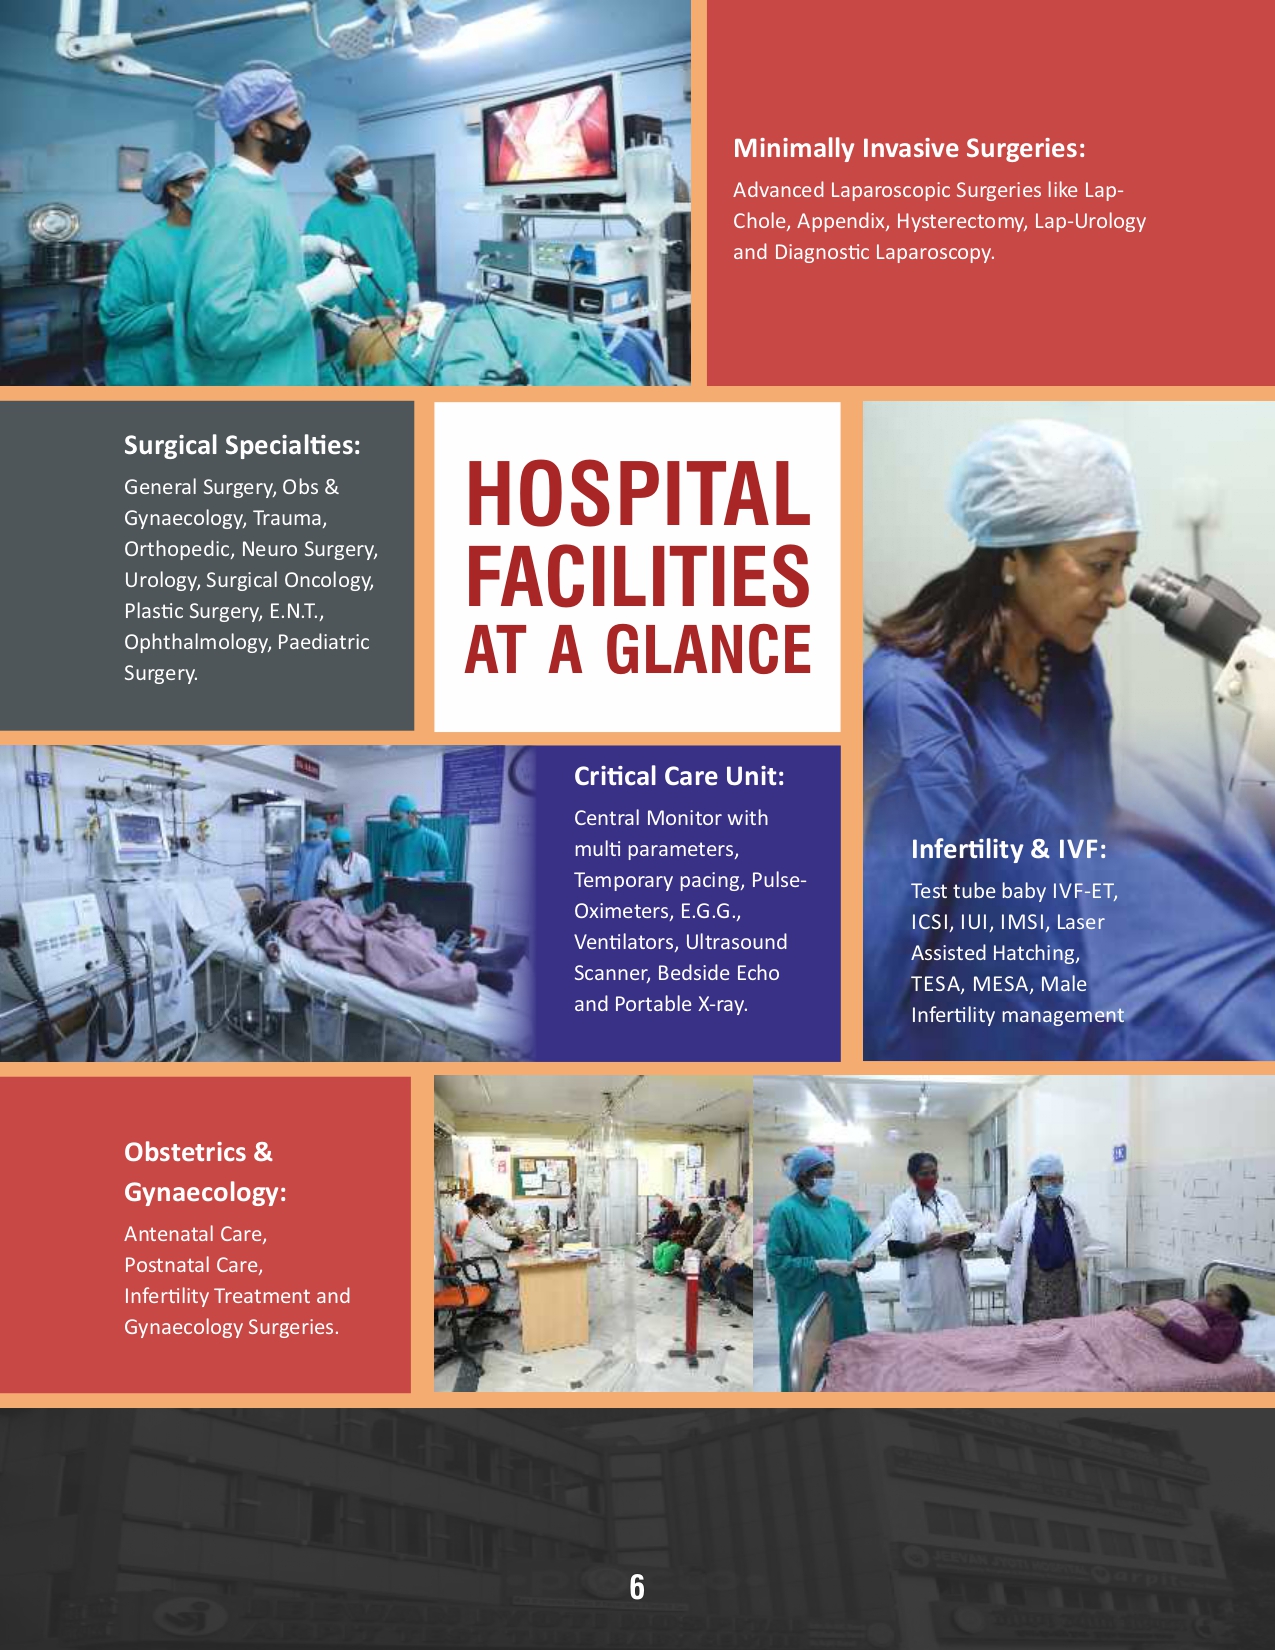 Minimally Invasive Surgeries:
Advanced Laparoscopic Surgeries like Lap-
Chole, Appendix, Hysterectomy, Lap-Urology
and Diagnostic Laparoscopy.
Surgical Specialties:
General Surgery, Obs &
Gynaecology, Trauma,
Orthopedic, Neuro Surgery,
Urology, Surgical Oncology,
Plastic Surgery, E.N.T.,
Ophthalmology, Paediatric
Surgery.
HOSPITAL
FACILITIES
AT A GLANCE
Critical Care Unit:
Central Monitor with
multi parameters,
Temporary pacing, Pulse-
Oximeters, E.G.G.,
Ventilators, Ultrasound
Scanner, Bedside Echo
and Portable X-ray.
Infertility & IVF:
Test tube baby IVF-ET,
ICSI, IUI, IMSI, Laser
Assisted Hatching,
TESA, MESA, Male
Infertility management
Obstetrics &
Gynaecology:
Antenatal Care,
Postnatal Care,
Infertility Treatment and
Gynaecology Surgeries.
6